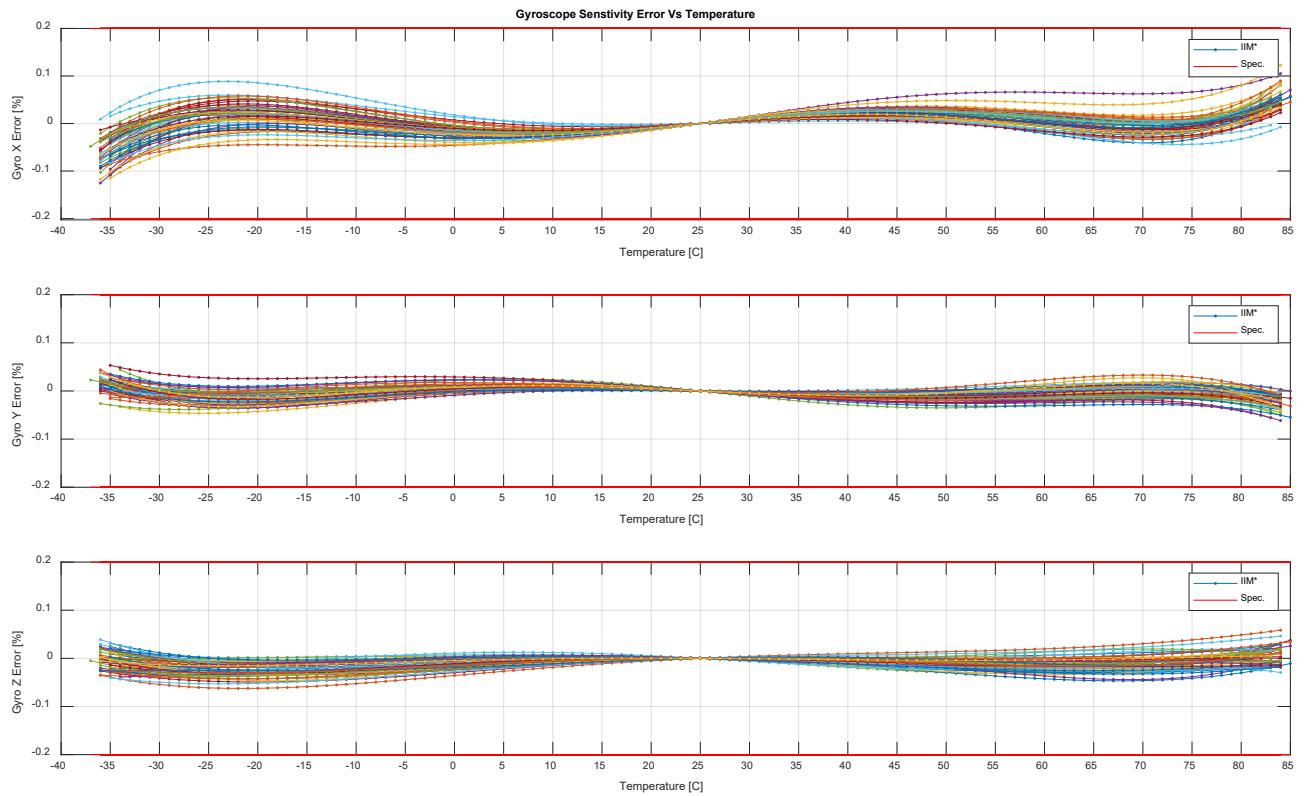 Gyroscope Senstivity Error Vs Temperature
0.2
0.1
0
-0.1
-0.2
Gyro X Error [%]
IIM*
Spec.
-40 -35 -30 -25 -20 -15 -10 -5 0 5 10 15 20 25 30 35 40 45 50 55 60 65 70 75 80 85
Temperature [C]
0.2
0.1
0
-0.1
-0.2
Gyro Y Error [%]
IIM*
Spec.
-40 -35 -30 -25 -20 -15 -10 -5 0 5 10 15 20 25 30 35 40 45 50 55 60 65 70 75 80 85
Temperature [C]
0.2
0.1
0
-0.1
-0.2
Gyro Z Error [%]
IIM*
Spec.
-40 -35 -30 -25 -20 -15 -10 -5 0 5 10 15 20 25 30 35 40 45 50 55 60 65 70 75 80 85
Temperature [C]